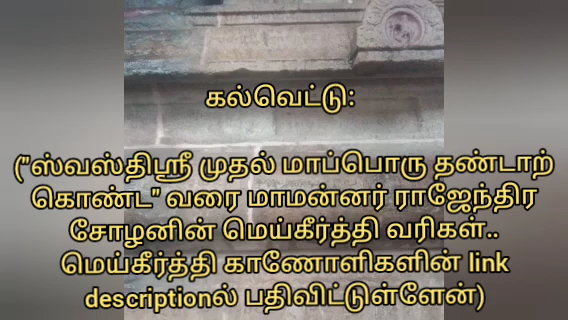 கல்வெட்டு:
("ஸ்வஸ்திஸ்ரீ முதல் மாப்பொரு தண்டாற்
கொண்ட" வரை மாமன்னர் ராஜேந்திர
சோழனின் மெய்கீர்த்தி வரிகள்..
மெய்கீர்த்தி காணோளிகளின் link
descriptionல் பதிவிட்டுள்ளேன்)